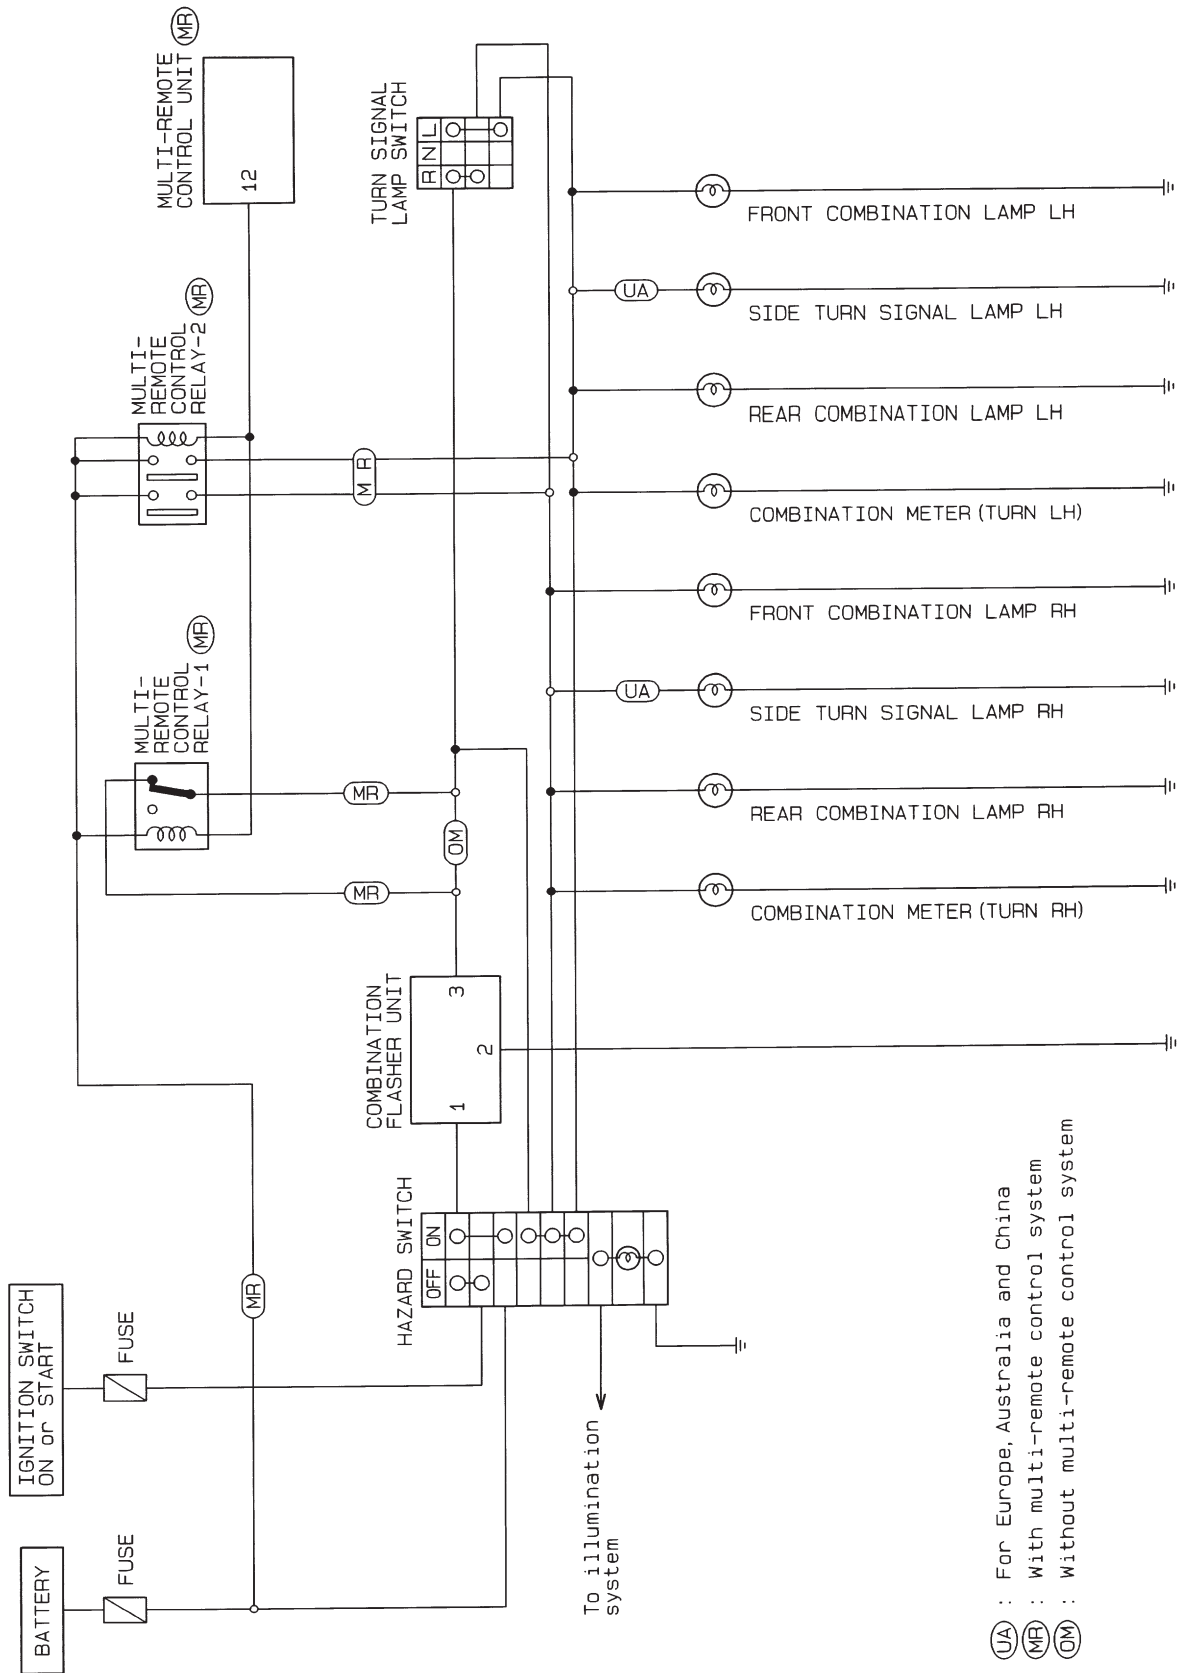 IGNITION SWITCH
ON or START
BATTERY
FUSE
FUSE
MR
HAZARD SWITCH
OFF
ON
To illumination
system
COMBINATION
FLASHER UNIT
1
2
3
MR
MR
OM
MULTI-
REMOTE
CONTROL
RELAY-1
MR
MULTI-
REMOTE
CONTROL
RELAY-2
MR
M R
MULTI-REMOTE
CONTROL UNIT
MR
12
TURN SIGNAL
LAMP SWITCH
R N L
FRONT COMBINATION LAMP LH
UA
SIDE TURN SIGNAL LAMP LH
REAR COMBINATION LAMP LH
COMBINATION METER (TURN LH)
FRONT COMBINATION LAMP RH
UA
SIDE TURN SIGNAL LAMP RH
REAR COMBINATION LAMP RH
COMBINATION METER (TURN RH)
UA : For Europe, Australia and China
MR : With multi-remote control system
OM : Without multi-remote control system